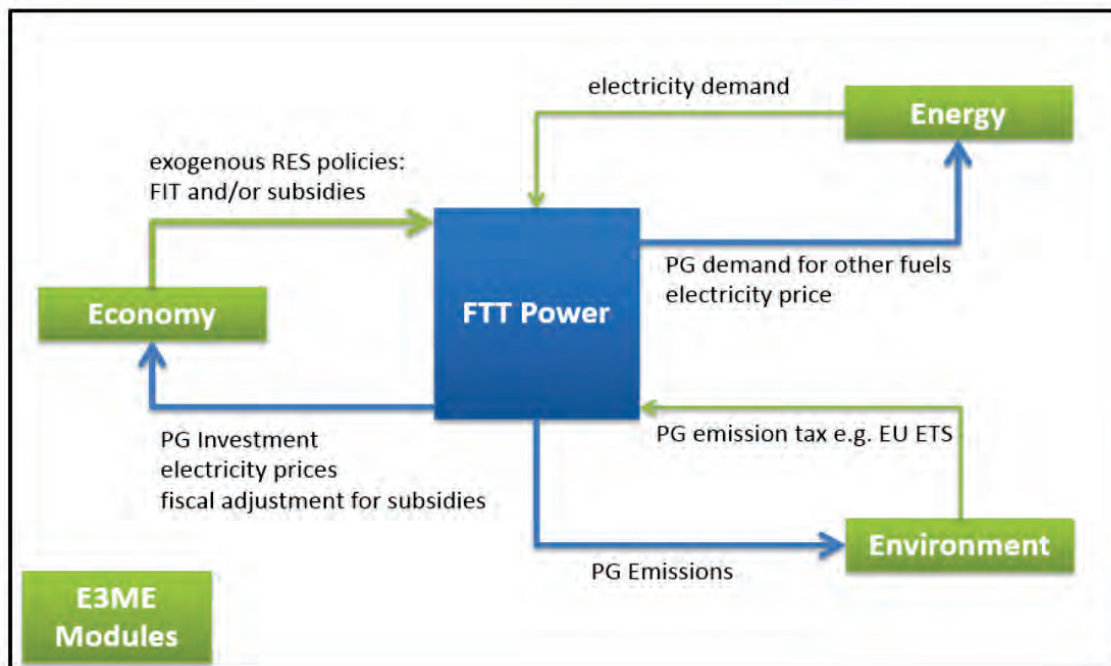 electricity demand
Energy
exogenous RES policies:
FIT and/or subsidies
PG demand for other fuels
electricity price
Economy
FTT Power
PG Investment
electricity prices
fiscal adjustment for subsidies
PG emission tax e.g. EU ETS
Environment
PG Emissions
E3ME
Modules